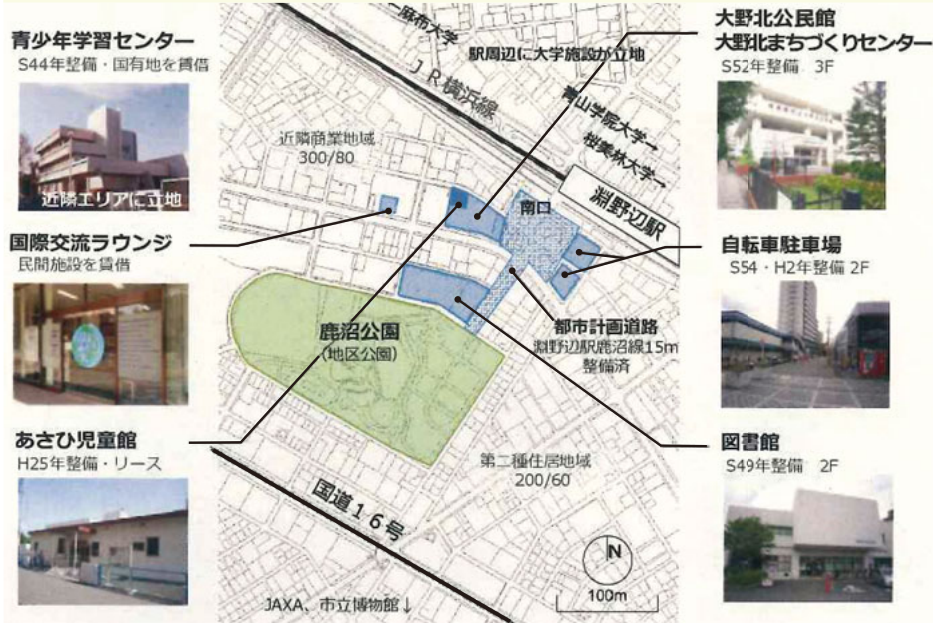 青少年学習センター
S44年整備・国有地を賃借
近隣エリアに立地
国際交流ラウンジ
民間施設を賃借
あさひ児童館
H25年整備・リース
麻布大学
駅周辺に大学施設が立地
JR横浜線
青山学院大学→
桜美林大学→
近隣商業地域
300/80
南口
淵野辺駅
鹿沼公園
(地区公園)
都市計画道路
淵野辺駅鹿沼線15m
整備済
第二種住居地域
200/60
国道16号
JAXA、市立博物館↓
N
100m
大野北公民館
大野北まちづくりセンター
S52年整備 3F
自転車駐車場
S54・H2年整備 2F
図書館
S49年整備 2F